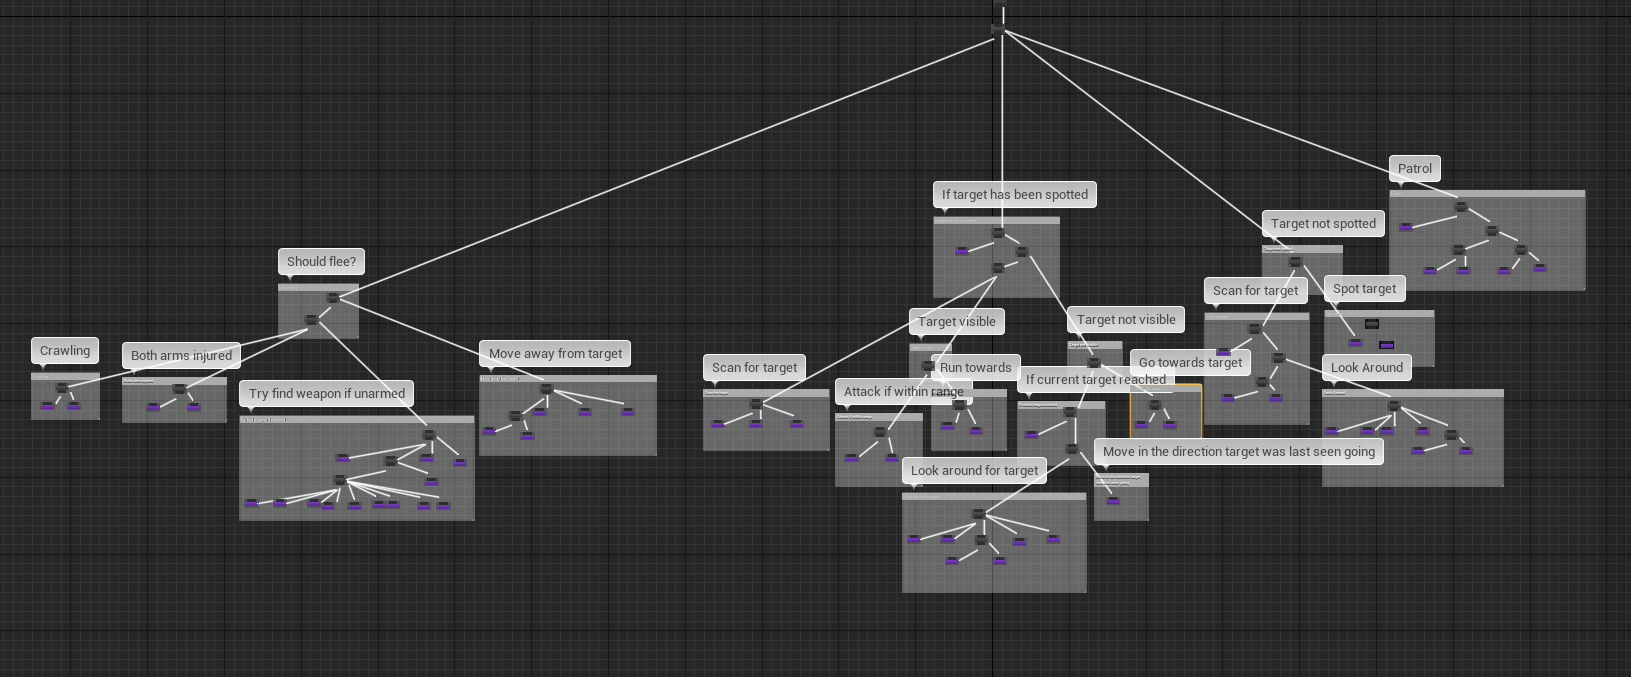 Patrol
If target has been spotted
Target not spotted
Should flee?
Scan for target
Spot target
Target visible
Target not visible
Crawling
Both arms injured
Move away from target
Scan for target
Run towards
Go towards target
Look Around
Try find weapon if unarmed
Attack if within range
If current target reached
Move in the direction target was last seen going
Look around for target